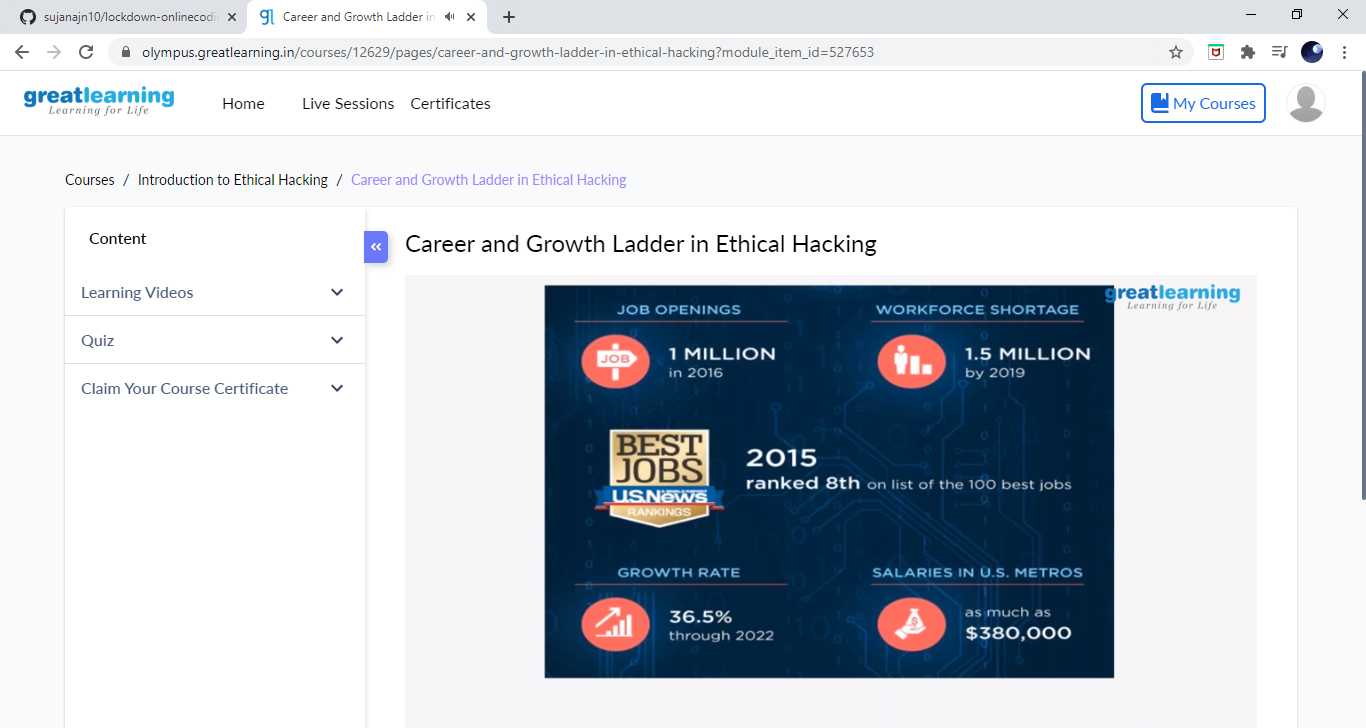 sujanajn10/lockdown-onlinecodi
Career and Growth Ladder in
olympus.greatlearning.in/courses/12629/pages/career-and-growth-ladder-in-ethical-hacking?module_item_id=527653
greatlearning
Learning for Life
Home
Live Sessions
Certificates
My Courses
Courses / Introduction to Ethical Hacking / Career and Growth Ladder in Ethical Hacking
Content
Learning Videos
Quiz
Claim Your Course Certificate
Career and Growth Ladder in Ethical Hacking
greatlearning
Learning for Life
JOB OPENINGS
JOB
1 MILLION
in 2016
WORKFORCE SHORTAGE
1.5 MILLION
by 2019
BEST
JOBS
U.S.News
RANKINGS
2015
ranked 8th on list of the 100 best jobs
GROWTH RATE
36.5%
through 2022
SALARIES IN U.S. METROS
as much as
$380,000